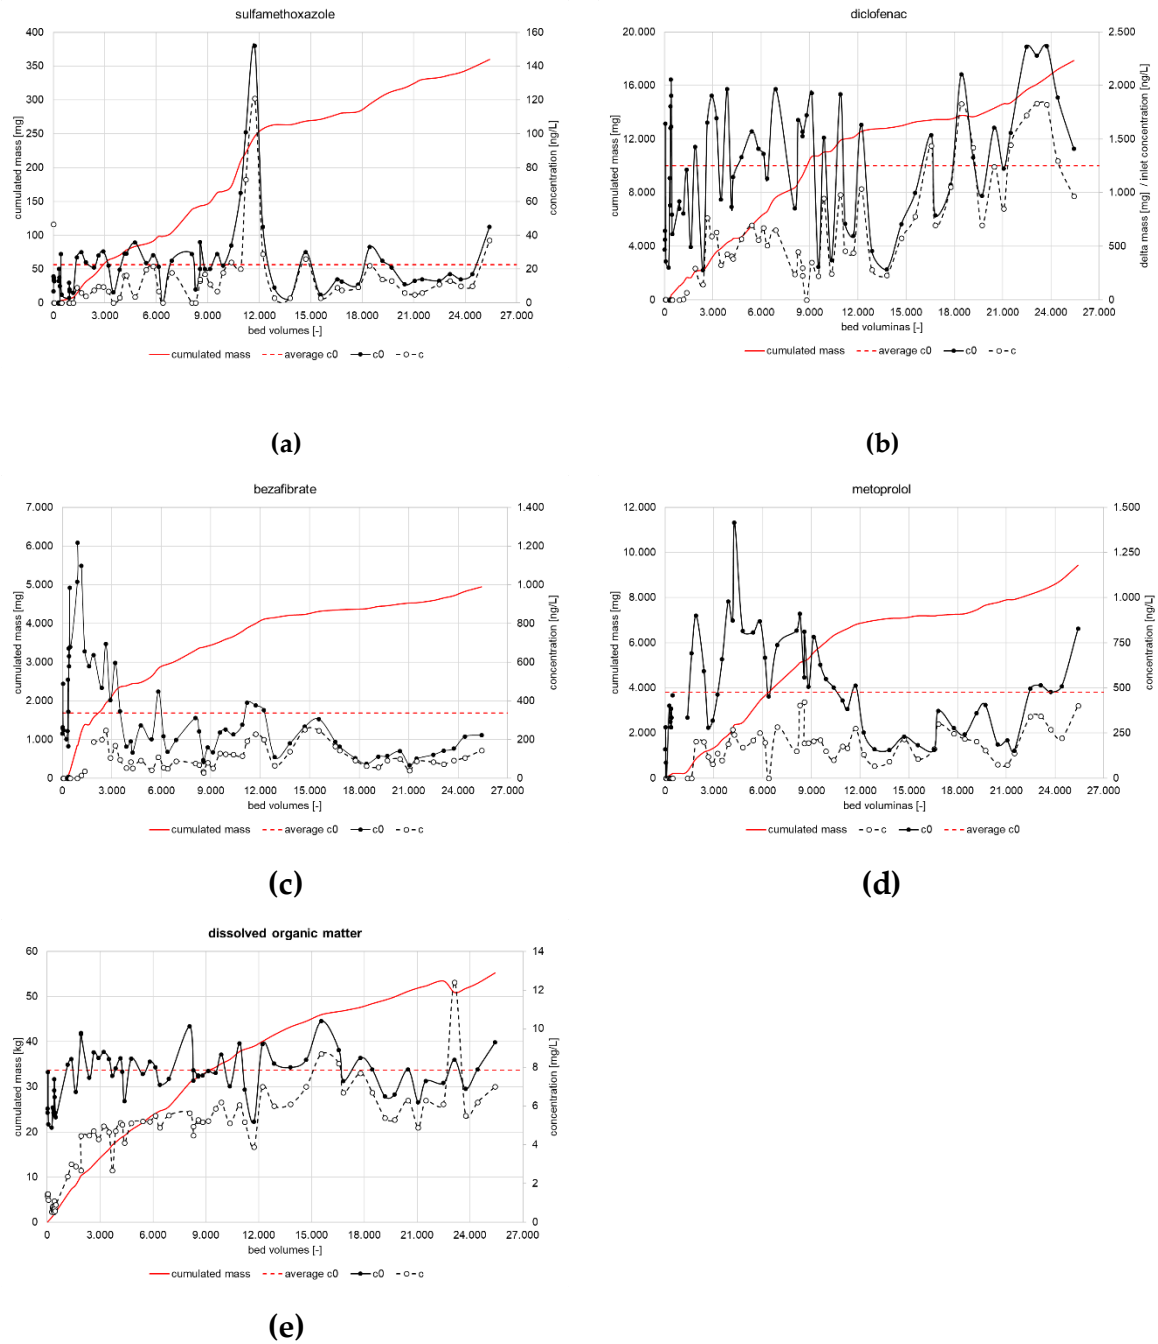 sulfamethoxazole
400
350
300
250
200
150
100
50
0
cumulated mass [mg]
160
140
120
100
80
60
40
20
0
concentration [ng/L]
0 3.000 6.000 9.000 12.000 15.000 18.000 21.000 24.000 27.000
bed volumes [-]
cumulated mass average c0 c0 c
(a)
diclofenac
20.000
16.000
12.000
8.000
4.000
0
cumulated mass [mg]
2.500
2.000
1.500
1.000
500
0
delta mass [mg] / inlet concentration [ng/L]
0 3.000 6.000 9.000 12.000 15.000 18.000 21.000 24.000 27.000
bed voluminas [-]
cumulated mass average c0 c0 c
(b)
bezafibrate
7.000
6.000
5.000
4.000
3.000
2.000
1.000
0
cumulated mass [mg]
1.400
1.200
1.000
800
600
400
200
0
concentration [ng/L]
0 3.000 6.000 9.000 12.000 15.000 18.000 21.000 24.000 27.000
bed volumes [-]
cumulated mass average c0 c0 c
(c)
metoprolol
12.000
10.000
8.000
6.000
4.000
2.000
0
cumulated mass [mg]
1.500
1.250
1.000
750
500
250
0
concentration [ng/L]
0 3.000 6.000 9.000 12.000 15.000 18.000 21.000 24.000 27.000
bed voluminas [-]
cumulated mass c c0 average c0
(d)
dissolved organic matter
60
50
40
30
20
10
0
cumulated mass [kg]
14
12
10
8
6
4
2
0
concentration [mg/L]
0 3.000 6.000 9.000 12.000 15.000 18.000 21.000 24.000 27.000
bed volumes [-]
cumulated mass average c0 c0 c
(e)